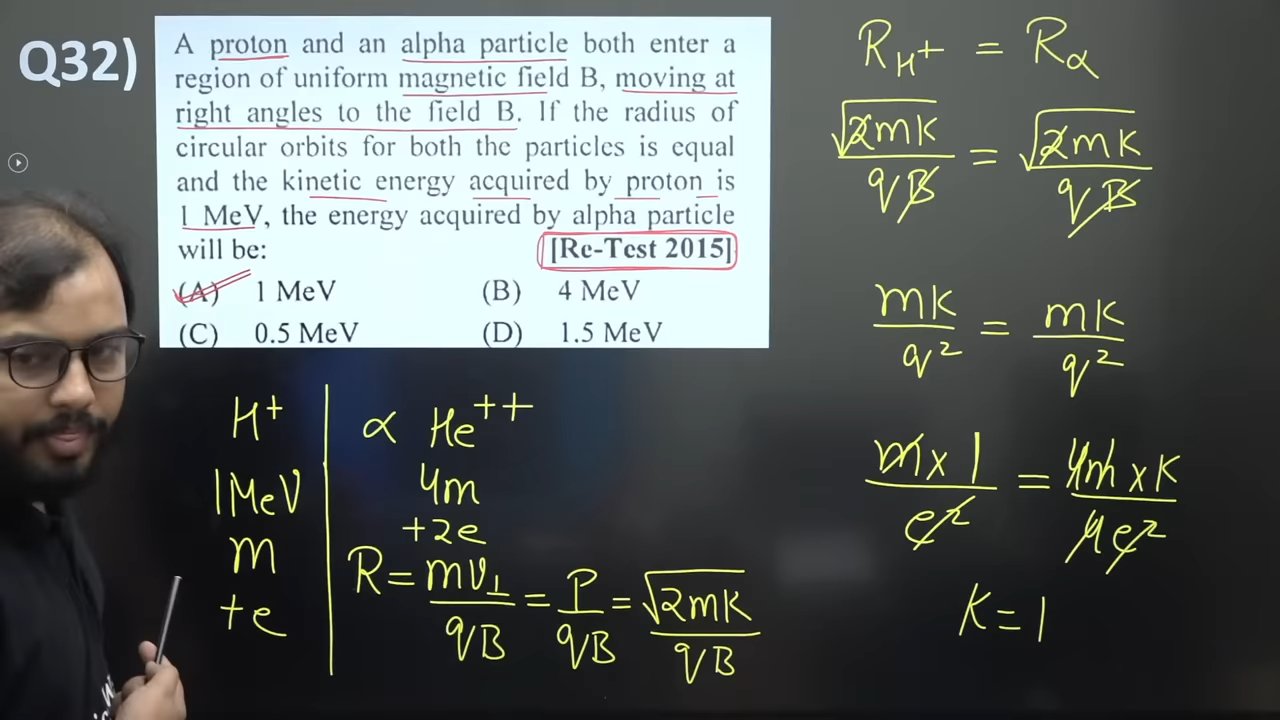 Q32)
A proton and an alpha particle both enter a
region of uniform magnetic field B, moving at
right angles to the field B. If the radius of
circular orbits for both the particles is equal
and the kinetic energy acquired by proton is
1 MeV, the energy acquired by alpha particle
will be: [Re-Test 2015]
(A) 1 MeV (B) 4 MeV
(C) 0.5 MeV (D) 1.5 MeV
H⁺
1MeV
m
+e
α He⁺⁺
4m
+2e
R = mv⊥/qB = P/qB = √2mK/qB
R_H⁺ = R_α
√2mK/qB = √2mK/qB
mK/q² = mK/q²
m×1/e² = 4m×K/4e²
K = 1